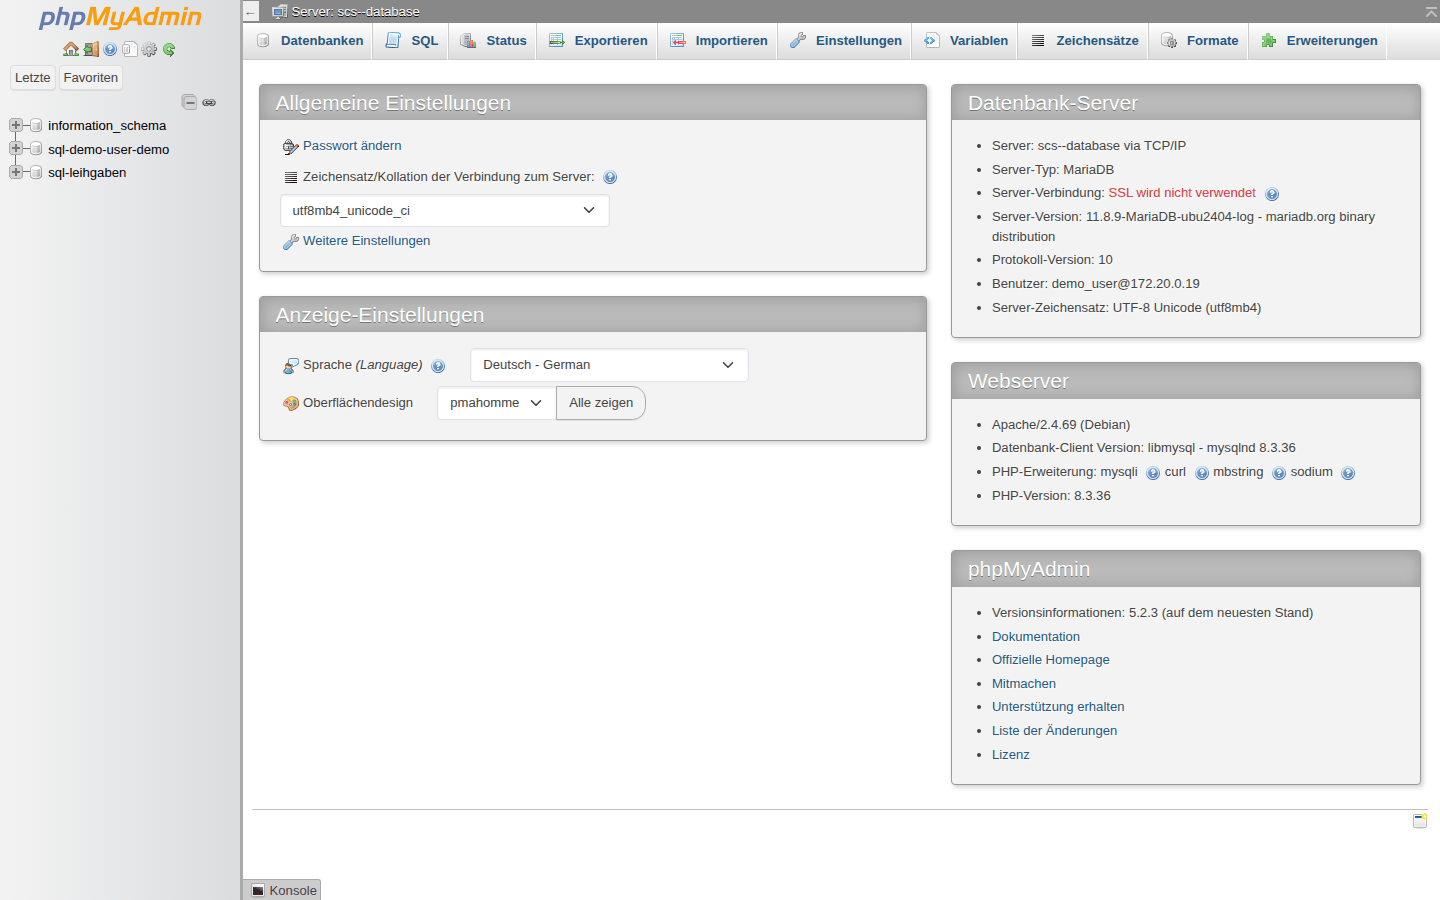 phpMyAdmin
Letzte Favoriten
information_schema
sql-demo-user-demo
sql-leihgaben
← Server: scs--database
Datenbanken SQL Status Exportieren Importieren Einstellungen Variablen Zeichensätze Formate Erweiterungen
Allgemeine Einstellungen
Passwort ändern
Zeichensatz/Kollation der Verbindung zum Server:
utf8mb4_unicode_ci
Weitere Einstellungen
Anzeige-Einstellungen
Sprache (Language) Deutsch - German
Oberflächendesign pmahomme Alle zeigen
Datenbank-Server
Server: scs--database via TCP/IP
Server-Typ: MariaDB
Server-Verbindung: SSL wird nicht verwendet
Server-Version: 11.8.9-MariaDB-ubu2404-log - mariadb.org binary
distribution
Protokoll-Version: 10
Benutzer: demo_user@172.20.0.19
Server-Zeichensatz: UTF-8 Unicode (utf8mb4)
Webserver
Apache/2.4.69 (Debian)
Datenbank-Client Version: libmysql - mysqlnd 8.3.36
PHP-Erweiterung: mysqli curl mbstring sodium
PHP-Version: 8.3.36
phpMyAdmin
Versionsinformationen: 5.2.3 (auf dem neuesten Stand)
Dokumentation
Offizielle Homepage
Mitmachen
Unterstützung erhalten
Liste der Änderungen
Lizenz
Konsole